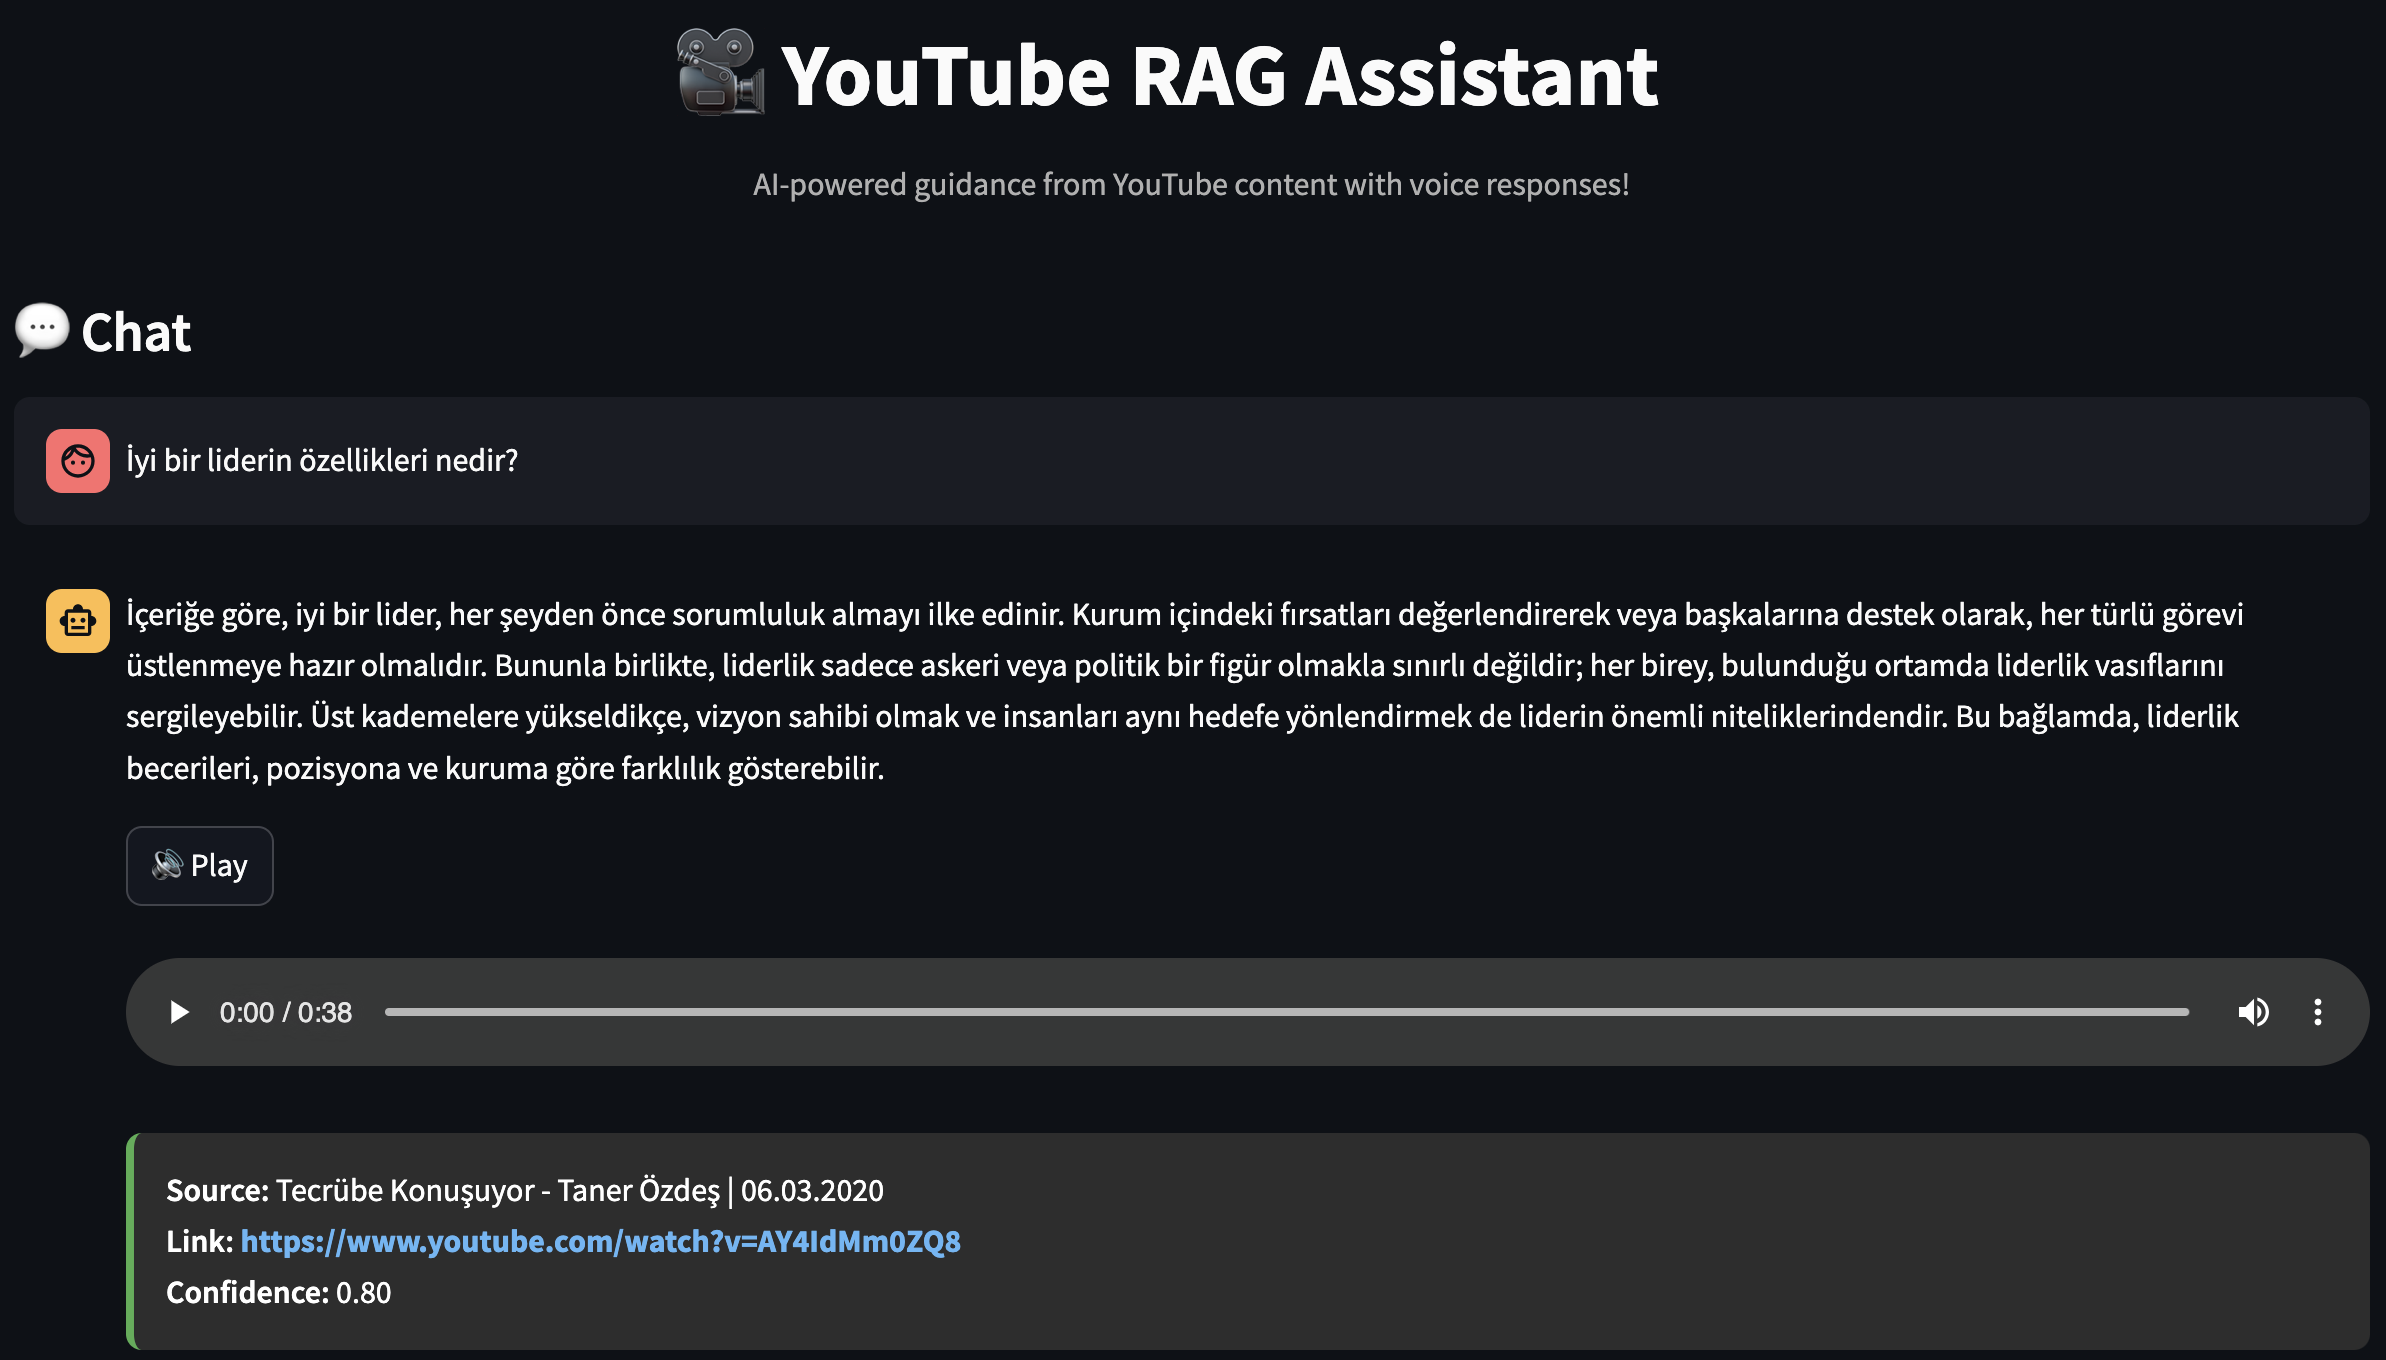 YouTube RAG Assistant
AI-powered guidance from YouTube content with voice responses!
Chat
İyi bir liderin özellikleri nedir?
İçeriğe göre, iyi bir lider, her şeyden önce sorumluluk almayı ilke edinir. Kurum içindeki fırsatları değerlendirerek veya başkalarına destek olarak, her türlü görevi
üstlenmeye hazır olmalıdır. Bununla birlikte, liderlik sadece askeri veya politik bir figür olmakla sınırlı değildir; her birey, bulunduğu ortamda liderlik vasıflarını
sergileyebilir. Üst kademelere yükseldikçe, vizyon sahibi olmak ve insanları aynı hedefe yönlendirmek de liderin önemli niteliklerindendir. Bu bağlamda, liderlik
becerileri, pozisyona ve kuruma göre farklılık gösterebilir.
Play
0:00 / 0:38
Source: Tecrübe Konuşuyor - Taner Özdeş | 06.03.2020
Link: https://www.youtube.com/watch?v=AY4IdMm0ZQ8
Confidence: 0.80